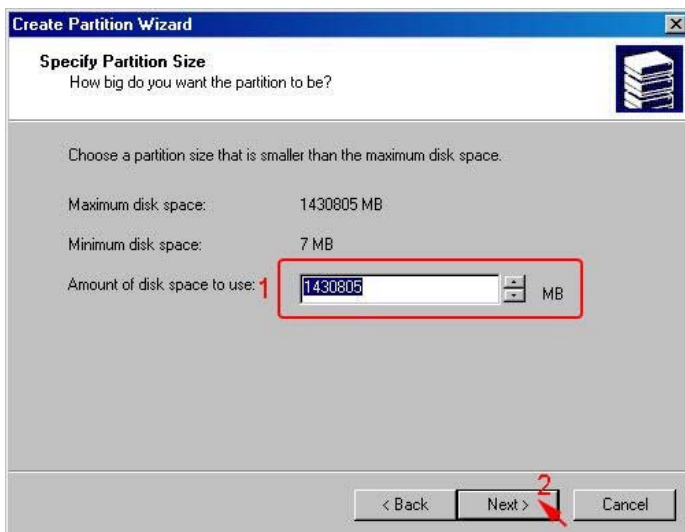 Create Partition Wizard
Specify Partition Size
How big do you want the partition to be?
Choose a partition size that is smaller than the maximum disk space.
Maximum disk space: 1430805 MB
Minimum disk space: 7 MB
Amount of disk space to use: 1 1430805 MB
2
< Back Next > Cancel